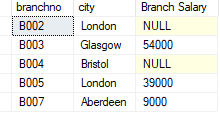 branchno city Branch Salary
B002 London NULL
B003 Glasgow 54000
B004 Bristol NULL
B005 London 39000
B007 Aberdeen 9000